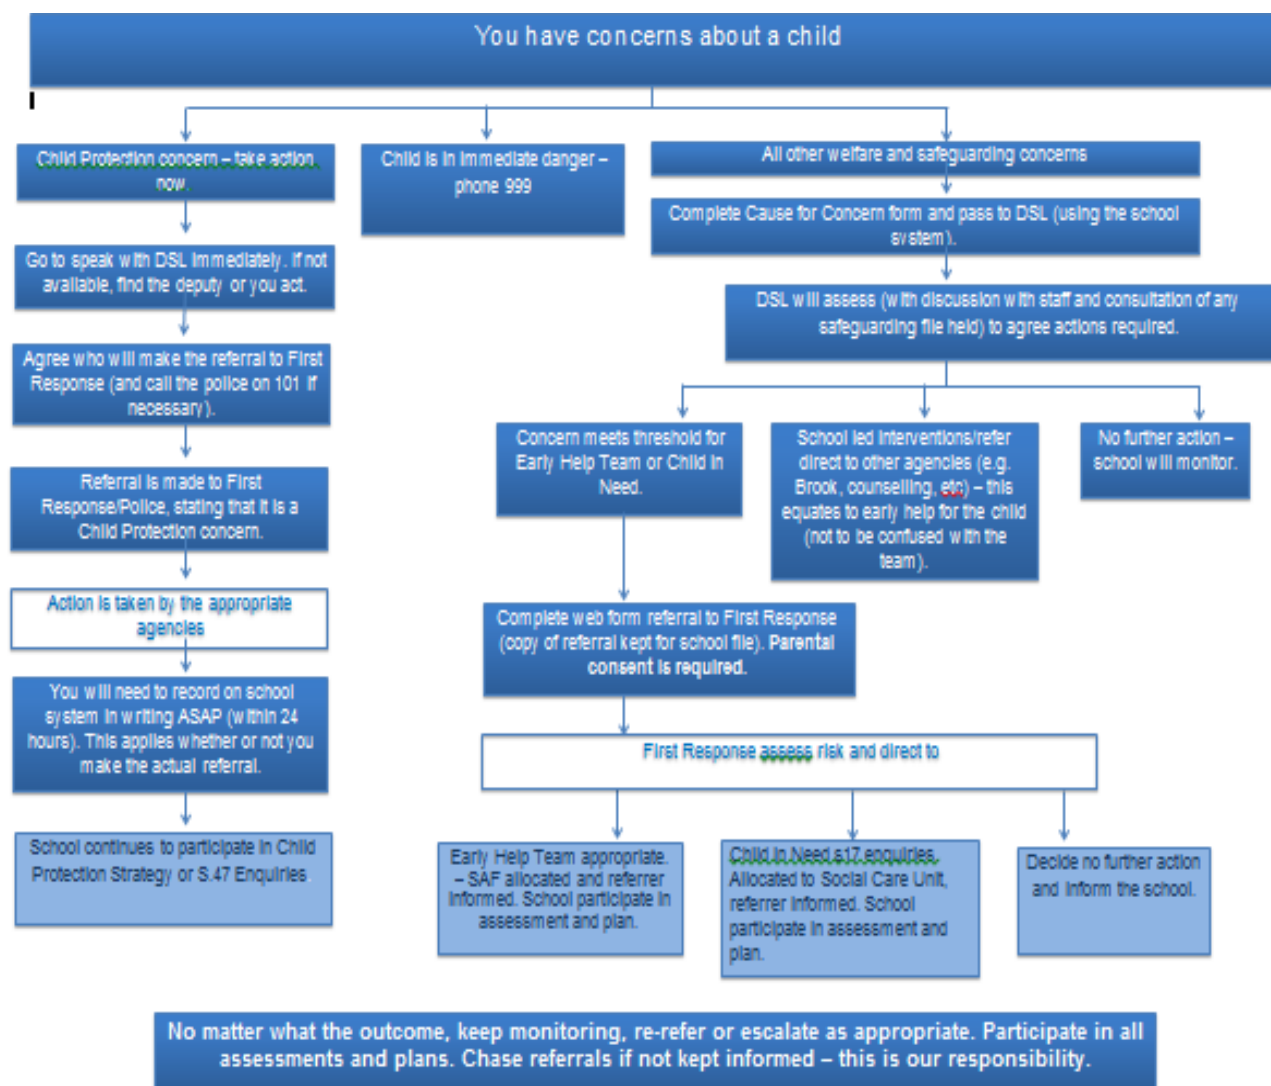 You have concerns about a child
Child Protection concern – take action
now.
Child is in immediate danger –
phone 999
All other welfare and safeguarding concerns
Complete Cause for Concern form and pass to DSL (using the school
system).
Go to speak with DSL immediately. If not
available, find the deputy or you act.
DSL will assess (with discussion with staff and consultation of any
safeguarding file held) to agree actions required.
Agree who will make the referral to First
Response (and call the police on 101 if
necessary).
Concern meets threshold for
Early Help Team or Child in
Need.
School led interventions/refer
direct to other agencies (e.g.
Brook, counselling, etc) – this
equates to early help for the child
(not to be confused with the
team).
No further action –
school will monitor.
Referral is made to First
Response/Police, stating that it is a
Child Protection concern.
Action is taken by the appropriate
agencies
Complete web form referral to First Response
(copy of referral kept for school file). Parental
consent is required.
You will need to record on school
system in writing ASAP (within 24
hours). This applies whether or not you
make the actual referral.
First Response assess risk and direct to
School continues to participate in Child
Protection Strategy or S.47 Enquiries.
Early Help Team appropriate.
– SAF allocated and referrer
informed. School participate in
assessment and plan.
Child in Need s17 enquiries.
Allocated to Social Care Unit,
referrer informed. School
participate in assessment and
plan.
Decide no further action
and inform the school.
No matter what the outcome, keep monitoring, re-refer or escalate as appropriate. Participate in all
assessments and plans. Chase referrals if not kept informed – this is our responsibility.